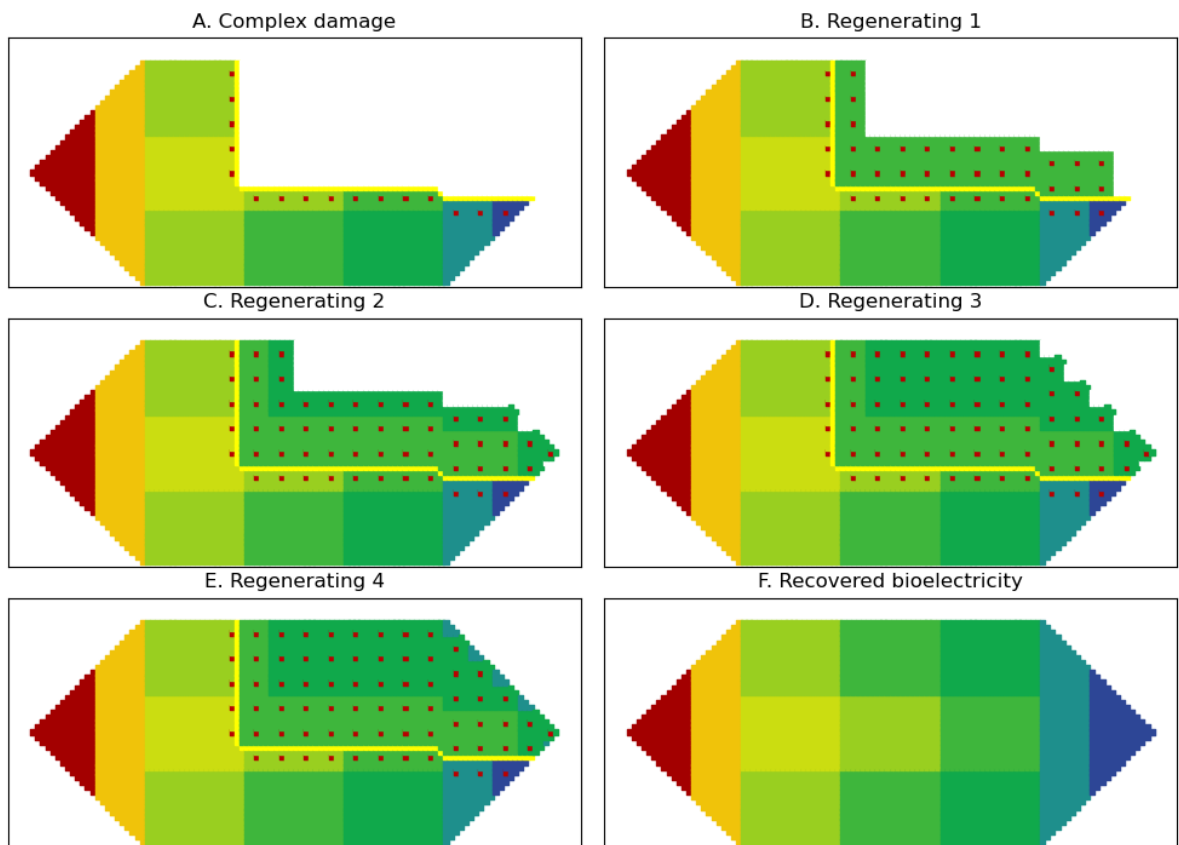 A. Complex damage
B. Regenerating 1
C. Regenerating 2
D. Regenerating 3
E. Regenerating 4
F. Recovered bioelectricity